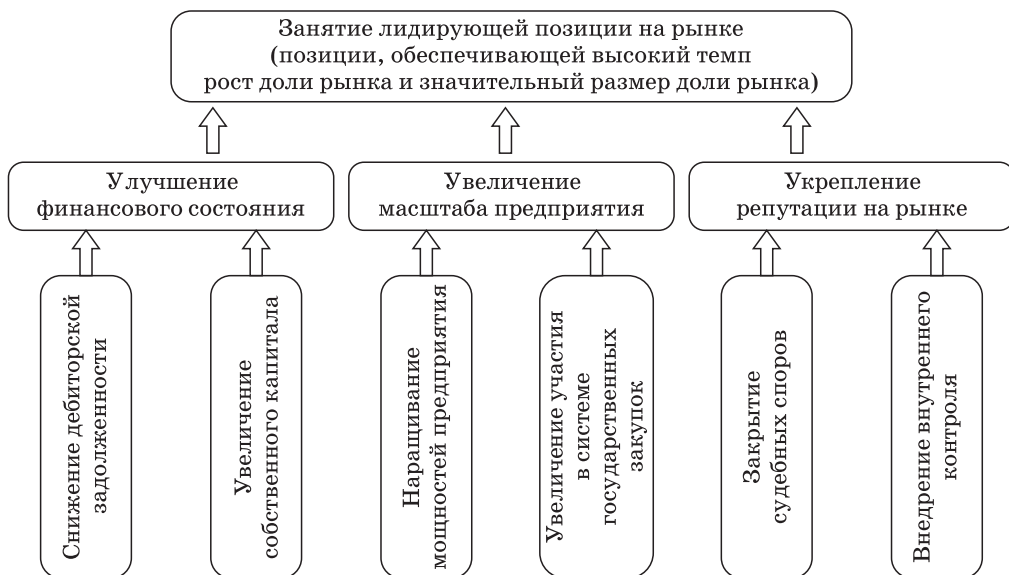 Занятие лидирующей позиции на рынке
(позиции, обеспечивающей высокий темп
рост доли рынка и значительный размер доли рынка)
Улучшение
финансового состояния
Увеличение
масштаба предприятия
Укрепление
репутации на рынке
Снижение дебиторской
задолженности
Увеличение
собственного капитала
Наращивание
мощностей предприятия
Увеличение участия
в системе
государственных
закупок
Закрытие
судебных споров
Внедрение внутреннего
контроля